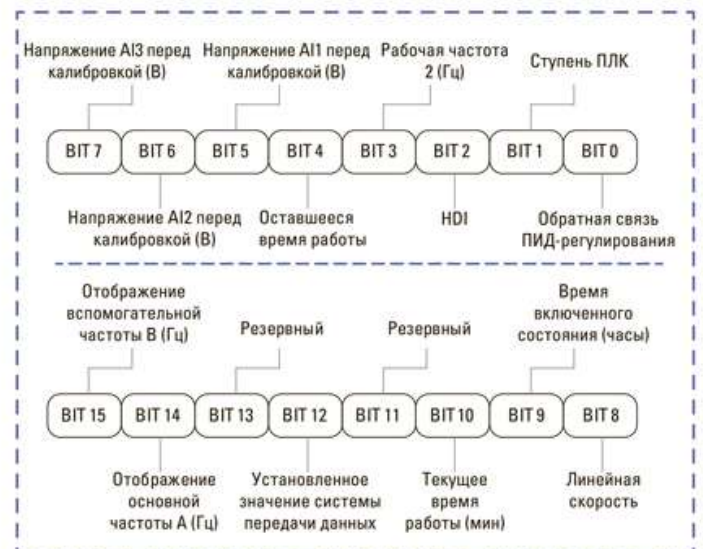 Напряжение AI3 перед
калибровкой (В)
Напряжение AI1 перед
калибровкой (В)
Рабочая частота
2 (Гц)
Ступень ПЛК
BIT 7 BIT 6 BIT 5 BIT 4 BIT 3 BIT 2 BIT 1 BIT 0
Напряжение AI2 перед
калибровкой (В)
Оставшееся
время работы
HDI
Обратная связь
ПИД-регулирования
Отображение
вспомогательной
частоты B (Гц)
Резервный
Резервный
Время
включенного
состояния (часы)
BIT 15 BIT 14 BIT 13 BIT 12 BIT 11 BIT 10 BIT 9 BIT 8
Отображение
основной
частоты A (Гц)
Установленное
значение системы
передачи данных
Текущее
время
работы (мин)
Линейная
скорость